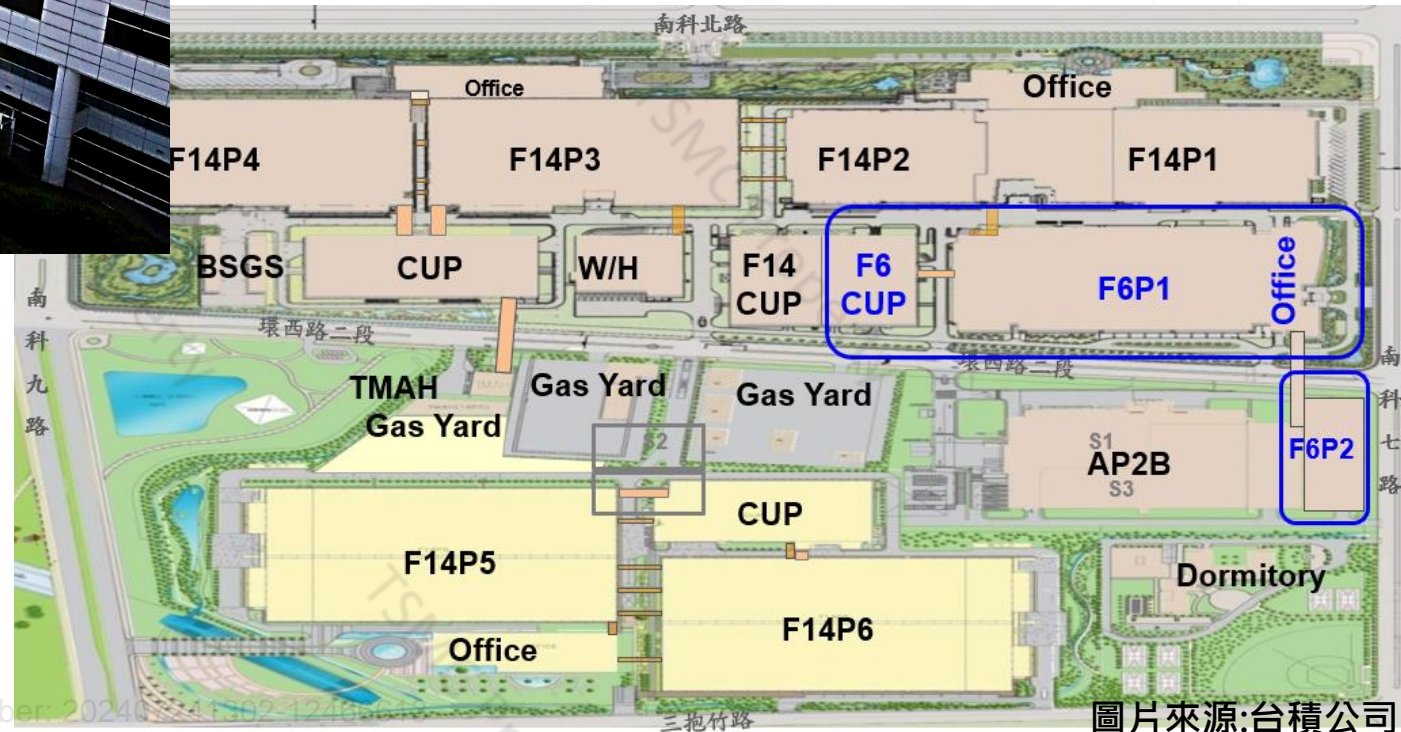 南科北路
Office
Office
F14P4
F14P3
F14P2
F14P1
BSGS
CUP
W/H
F14
CUP
F6
CUP
F6P1
Office
南科九路
環西路二段
環西路二段
南科七路
TMAH
TMAH
Gas Yard
Gas Yard
Gas Yard
S2
S1
AP2B
S3
F6P2
CUP
F14P5
Dormitory
F14P6
Office
三抱竹路
圖片來源:台積公司